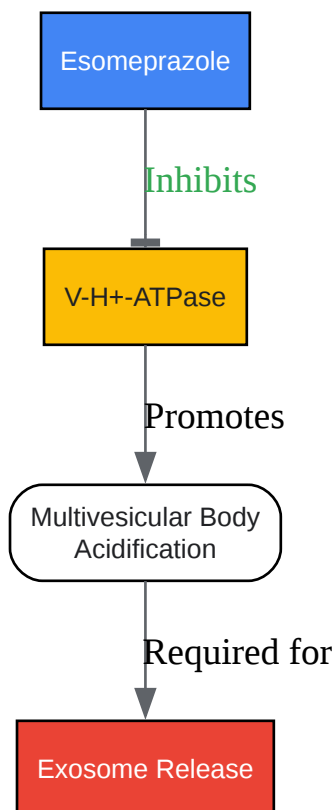 Esomeprazole
Inhibits
V-H+-ATPase
Promotes
Multivesicular Body
Acidification
Required for
Exosome Release